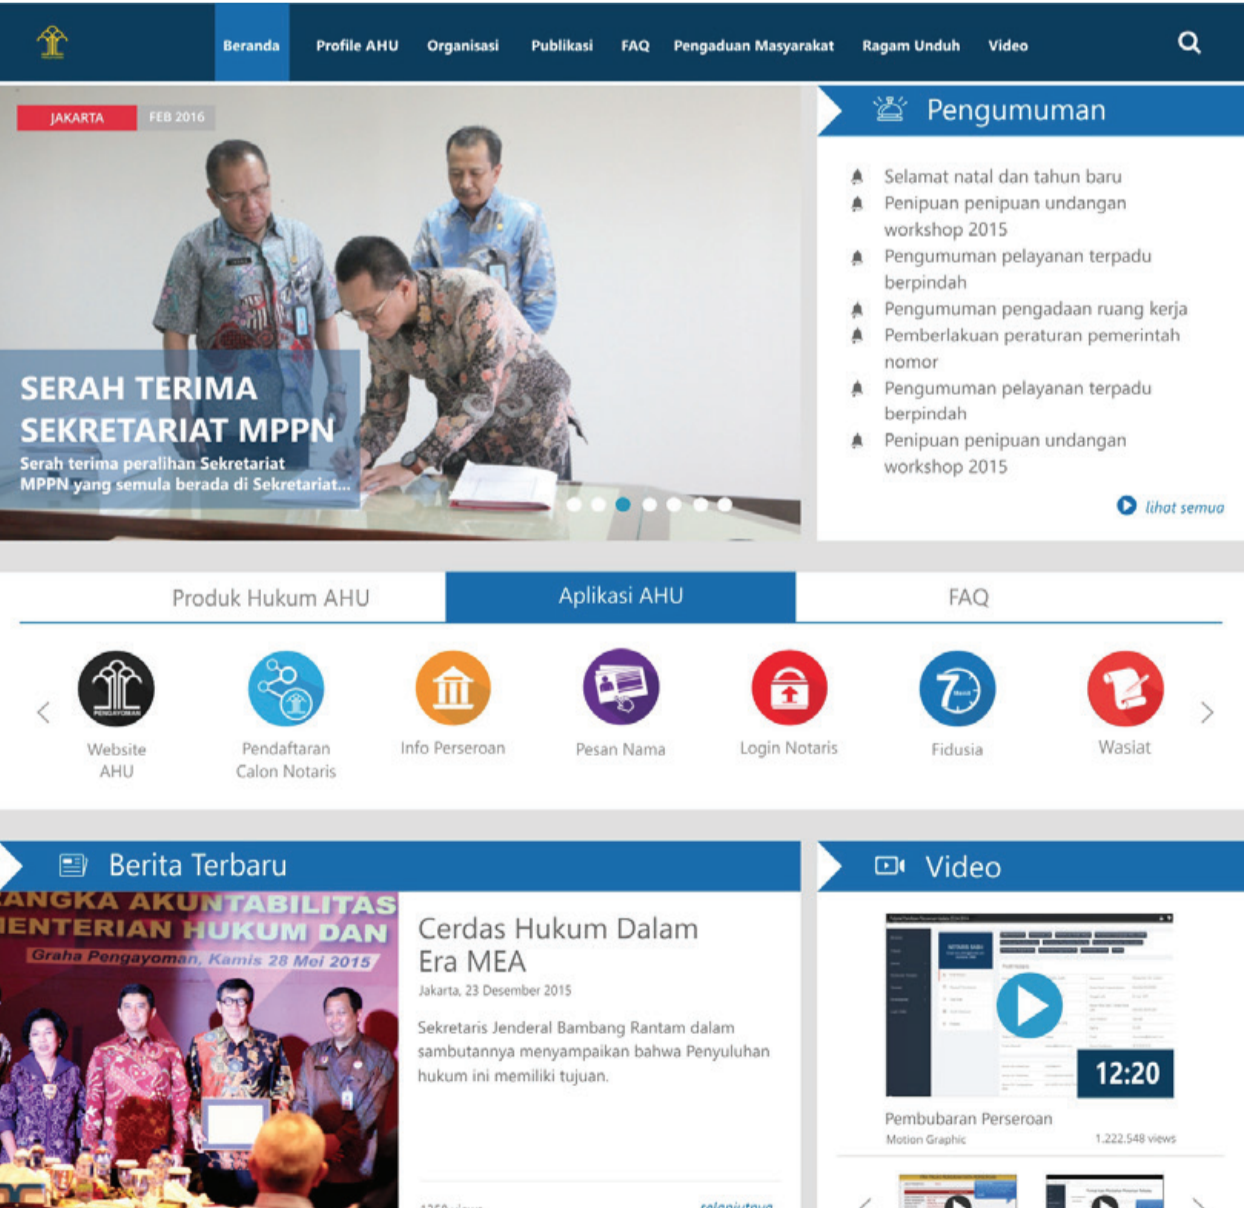 Beranda
Profile AHU
Organisasi
Publikasi
FAQ
Pengaduan Masyarakat
Ragam Unduh
Video
JAKARTA
FEB 2016
SERAH TERIMA
SEKRETARIAT MPPN
Serah terima peralihan Sekretariat
MPPN yang semula berada di Sekretariat...
Pengumuman
Selamat natal dan tahun baru
Penipuan penipuan undangan
workshop 2015
Pengumuman pelayanan terpadu
berpindah
Pengumuman pengadaan ruang kerja
Pemberlakuan peraturan pemerintah
nomor
Pengumuman pelayanan terpadu
berpindah
Penipuan penipuan undangan
workshop 2015
lihat semua
Produk Hukum AHU
Aplikasi AHU
FAQ
PENGAYOMAN
7
Website
AHU
Pendaftaran
Calon Notaris
Info Perseroan
Pesan Nama
Login Notaris
Fidusia
Wasiat
Berita Terbaru
ANGKA AKUNTABILITAS
ENTERIAN HUKUM DAN
Graha Pengayoman, Kamis 28 Mei 2015
Cerdas Hukum Dalam
Era MEA
Jakarta, 23 Desember 2015
Sekretaris Jenderal Bambang Rantam dalam
sambutannya menyampaikan bahwa Penyuluhan
hukum ini memiliki tujuan.
selanjutnya
Video
12:20
Pembubaran Perseroan
Motion Graphic
1.222.548 views